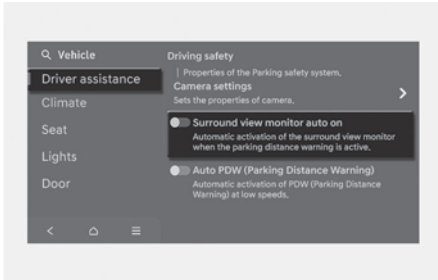 Vehicle
Driver assistance
Climate
Seat
Lights
Door
Driving safety
Properties of the Parking safety system.
Camera settings
Sets the properties of camera.
Surround view monitor auto on
Automatic activation of the surround view monitor
when the parking distance warning is active.
Auto PDW (Parking Distance Warning)
Automatic activation of PDW (Parking Distance
Warning) at low speeds.